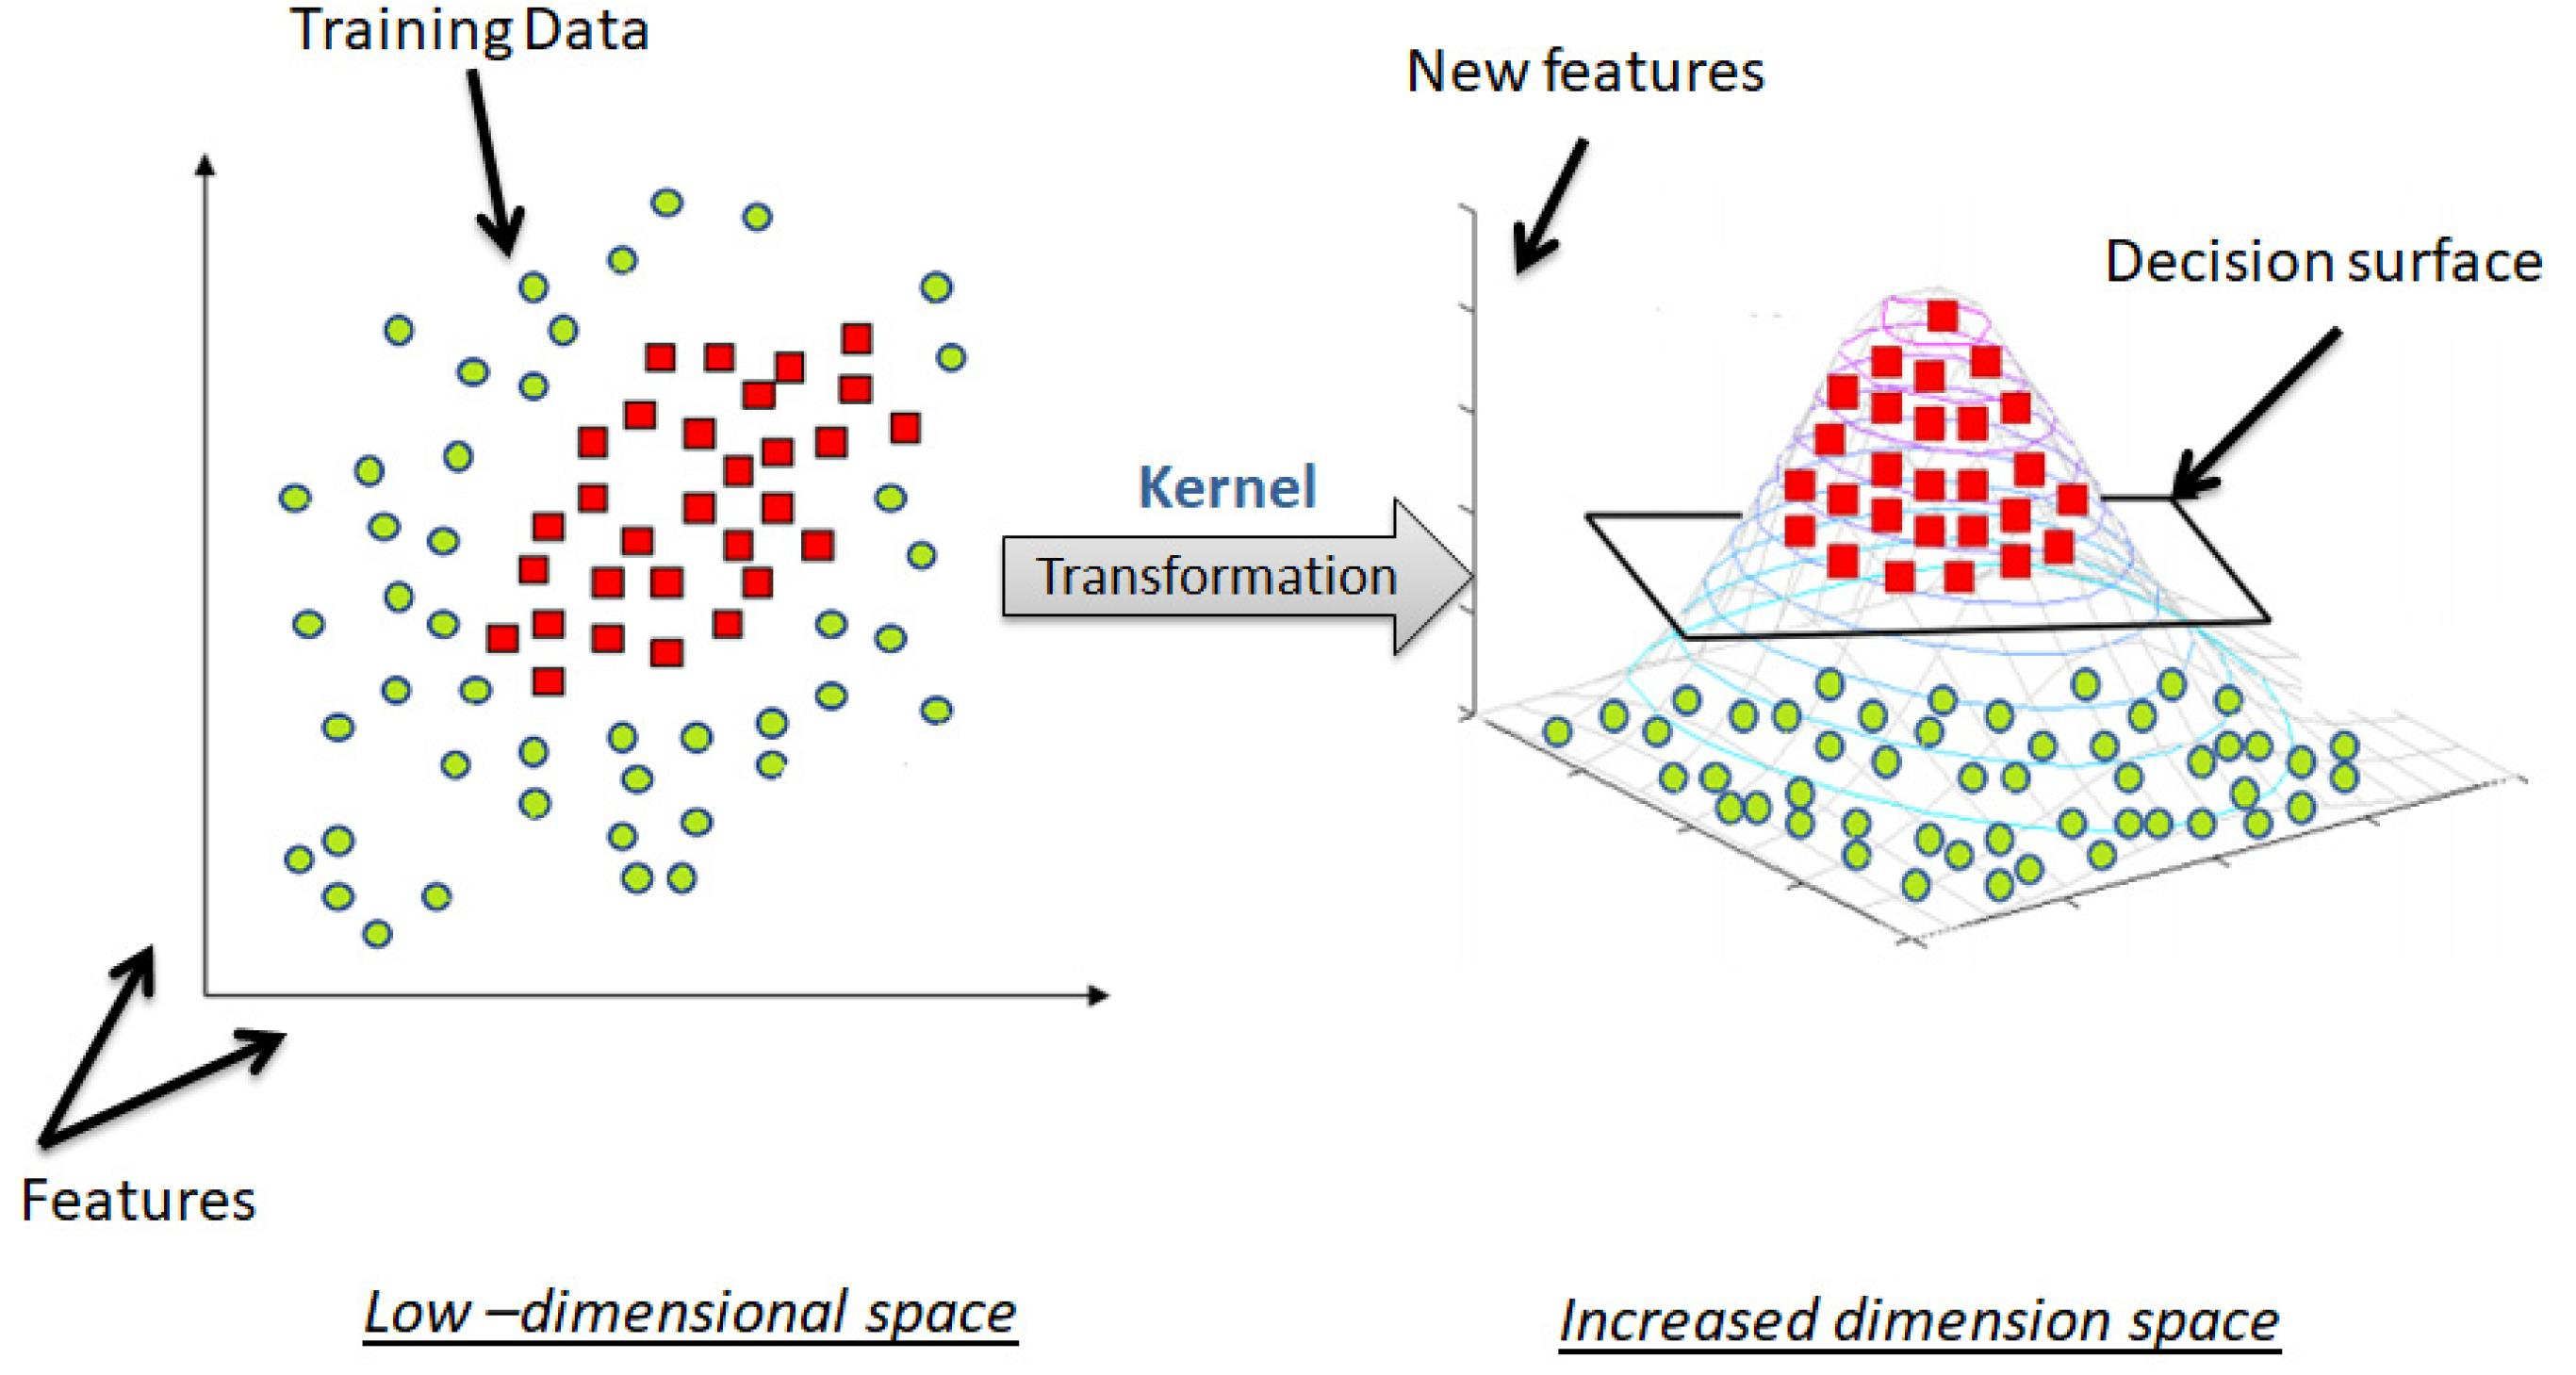 Training Data
New features
Decision surface
Kernel
Transformation
Features
Low –dimensional space
Increased dimension space